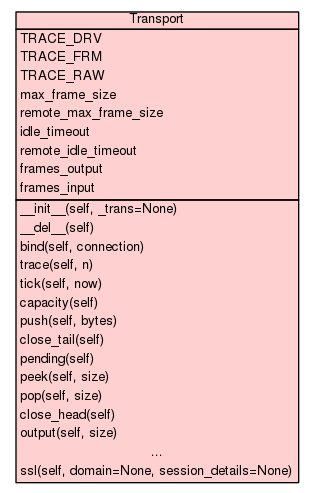 Transport
TRACE_DRV
TRACE_FRM
TRACE_RAW
max_frame_size
remote_max_frame_size
idle_timeout
remote_idle_timeout
frames_output
frames_input
__init__(self, _trans=None)
__del__(self)
bind(self, connection)
trace(self, n)
tick(self, now)
capacity(self)
push(self, bytes)
close_tail(self)
pending(self)
peek(self, size)
pop(self, size)
close_head(self)
output(self, size)
...
ssl(self, domain=None, session_details=None)